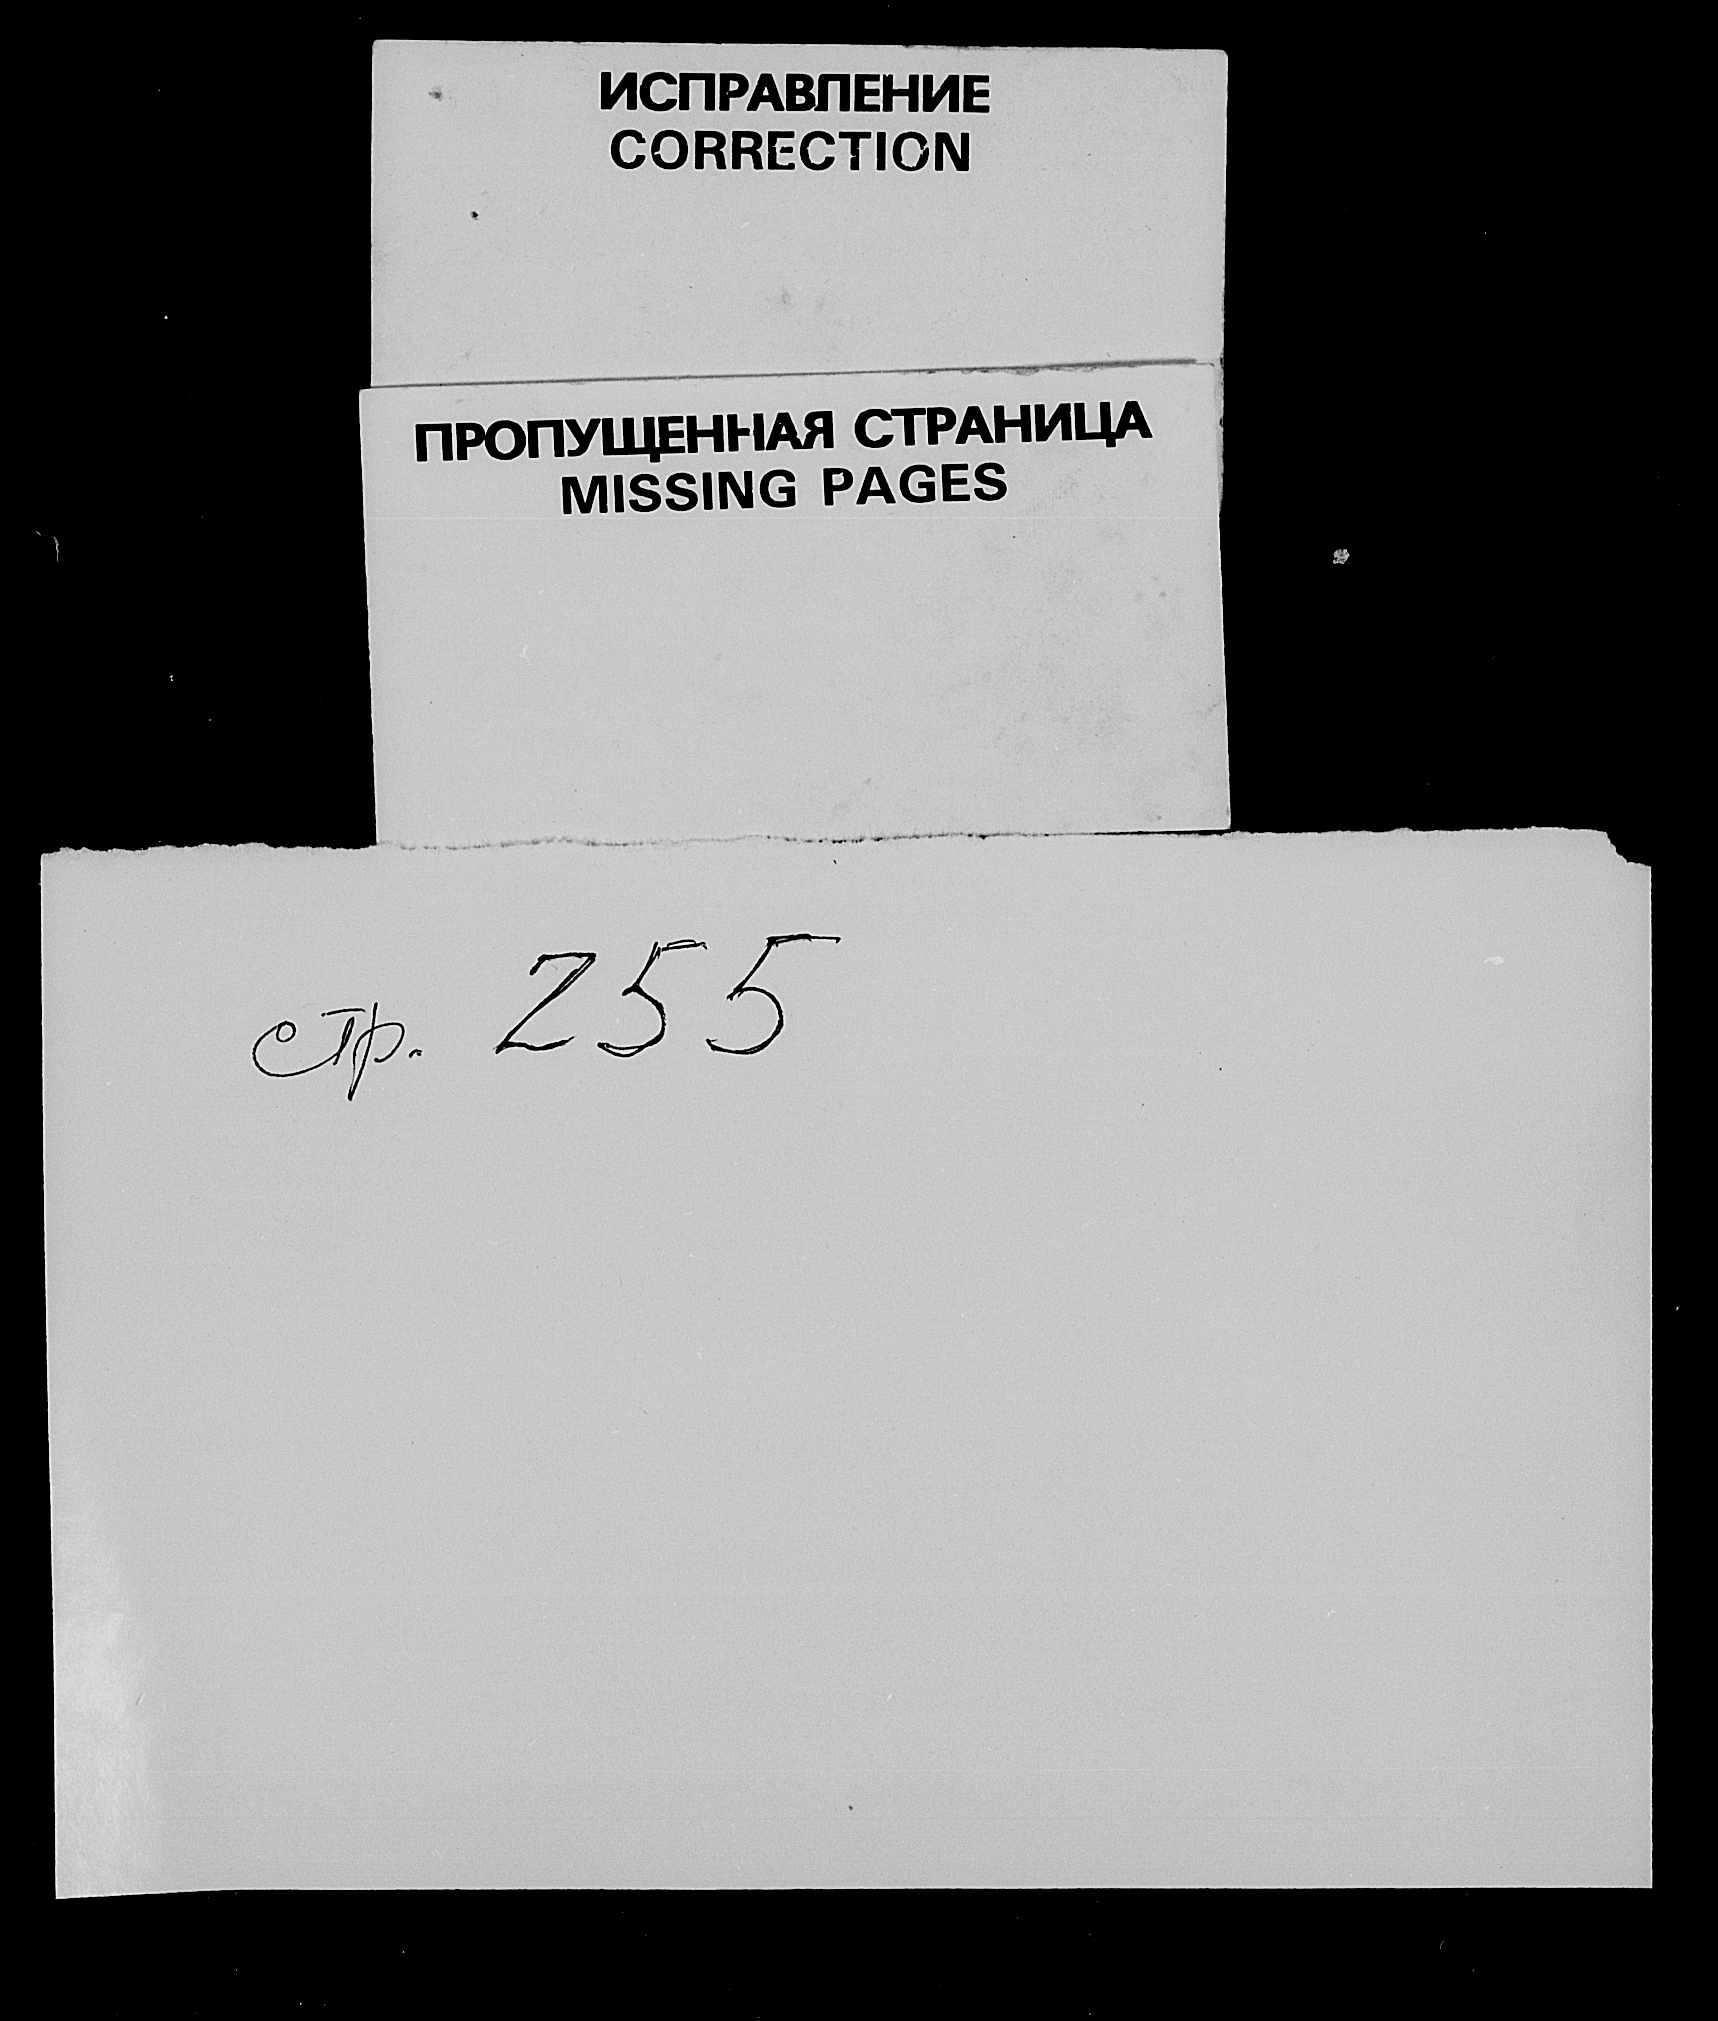 ИСПРАВЛЕНИЕ
CORRECTION
ПРОПУЩЕННАЯ СТРАНИЦА
MISSING PAGES
стр. 255